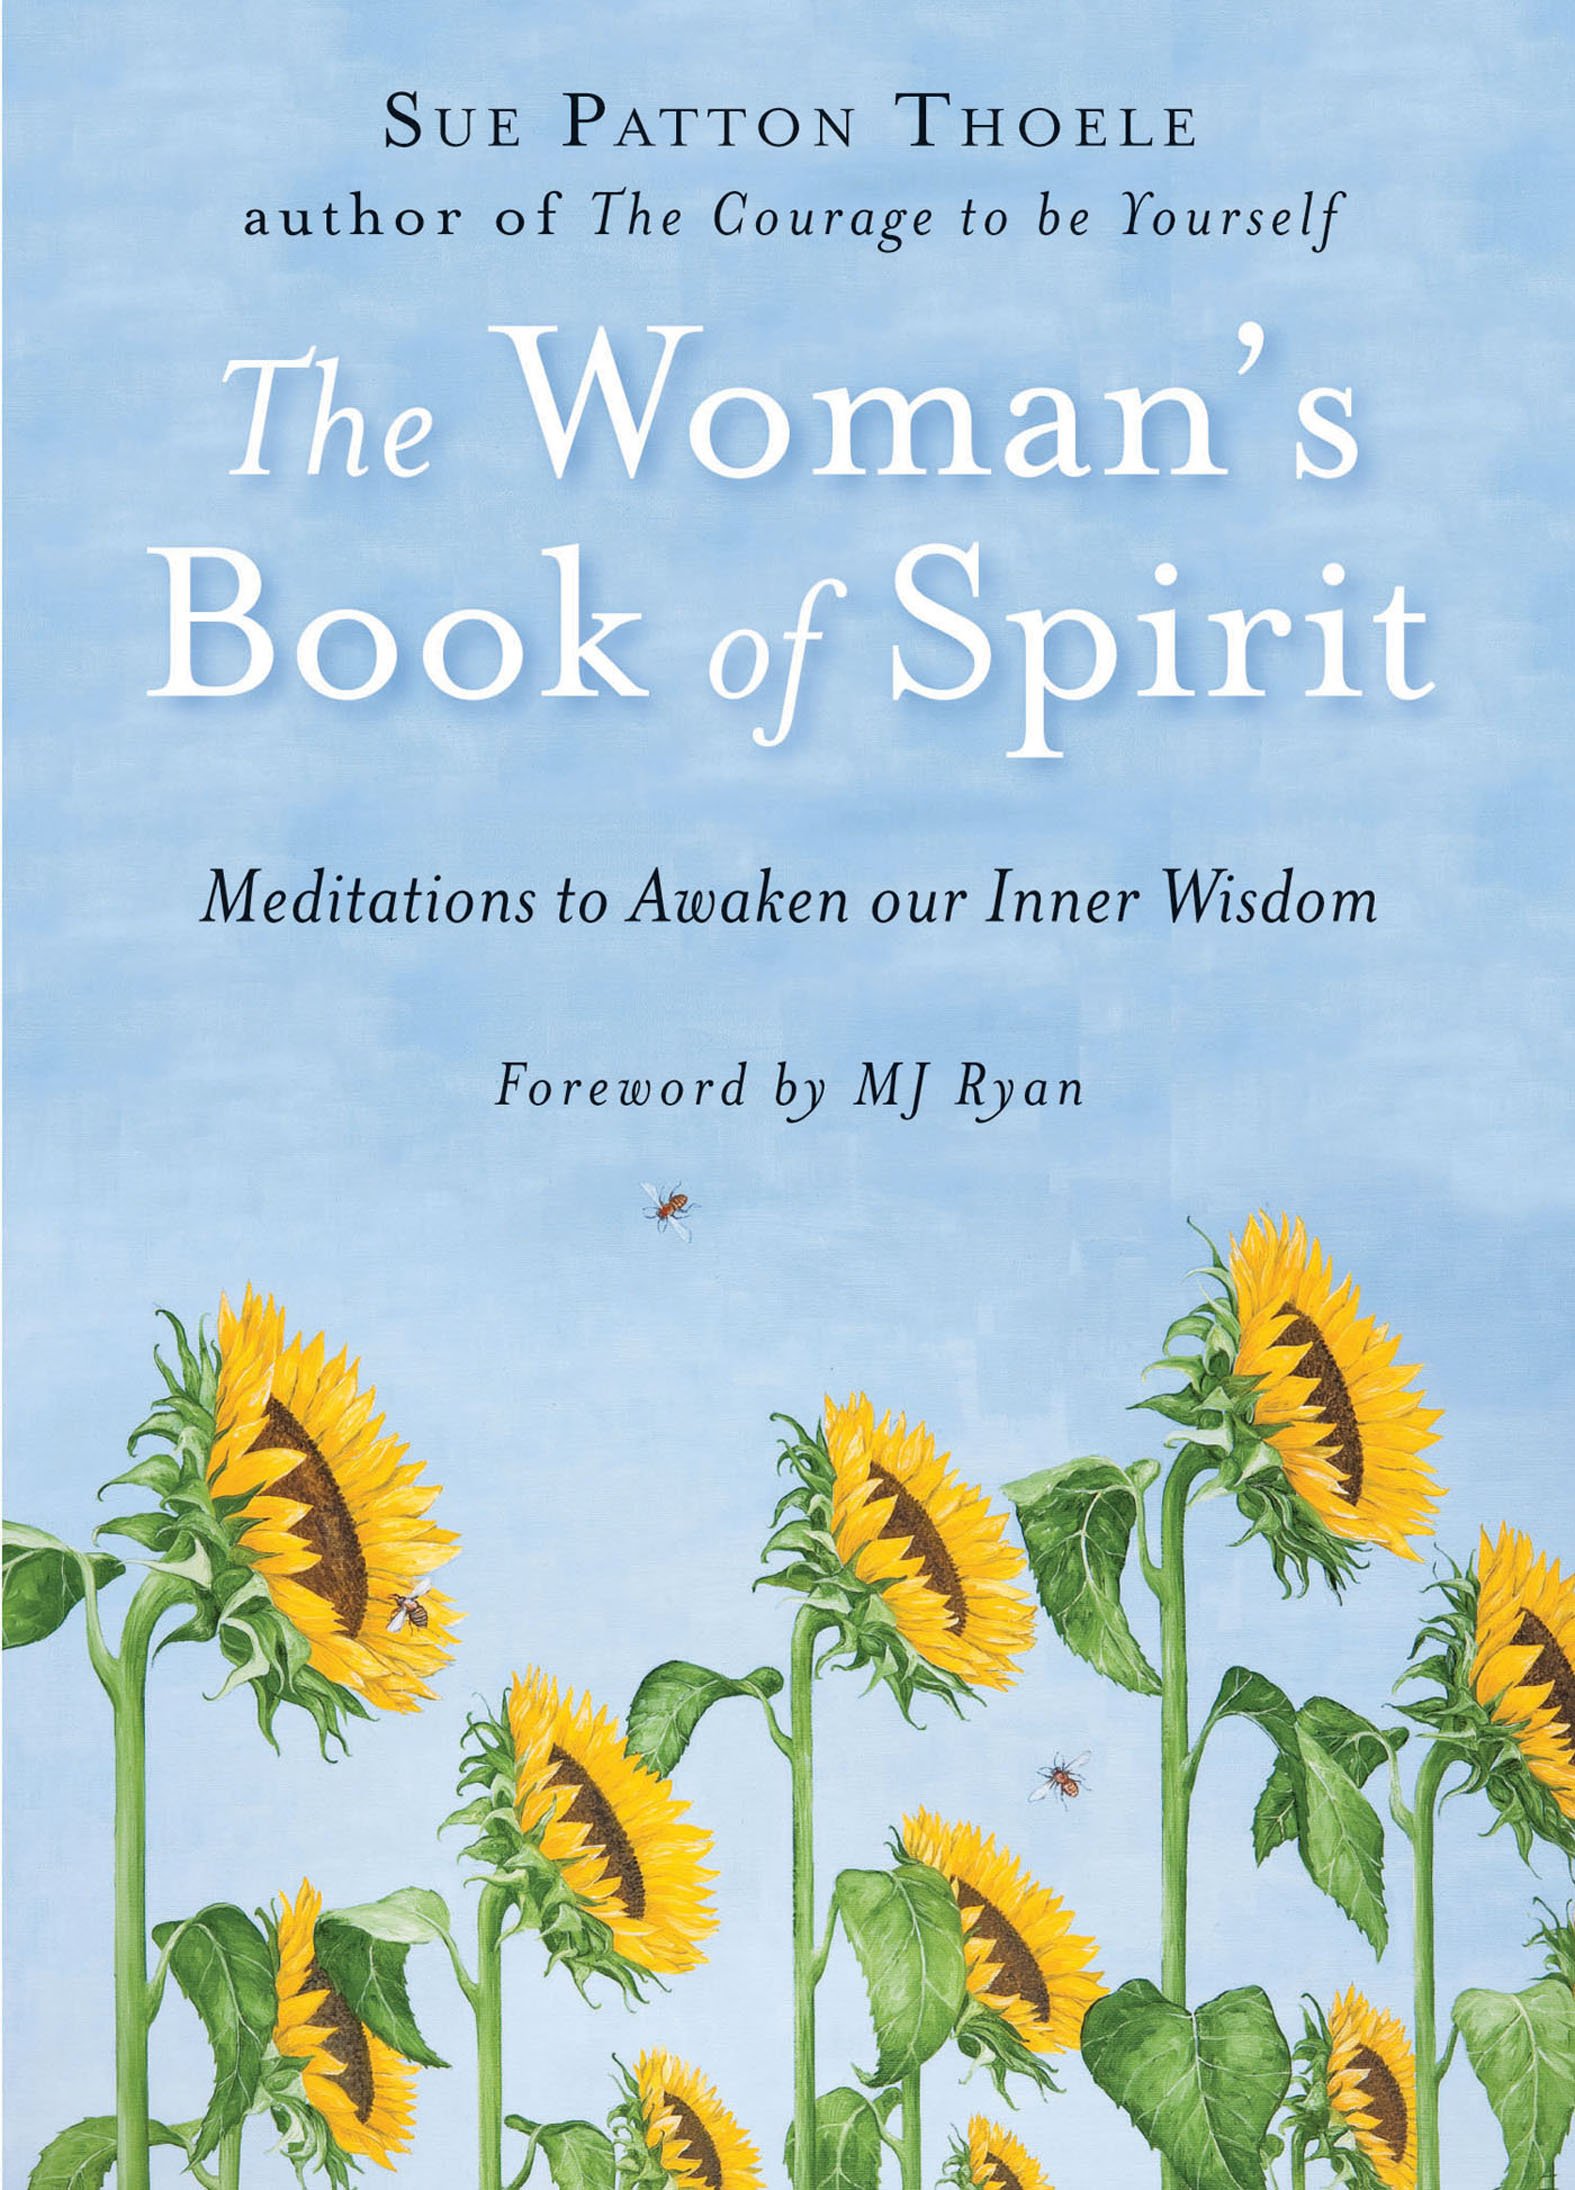 Sue Patton Thoele
author of The Courage to be Yourself
The Woman's
Book of Spirit
Meditations to Awaken our Inner Wisdom
Foreword by MJ Ryan